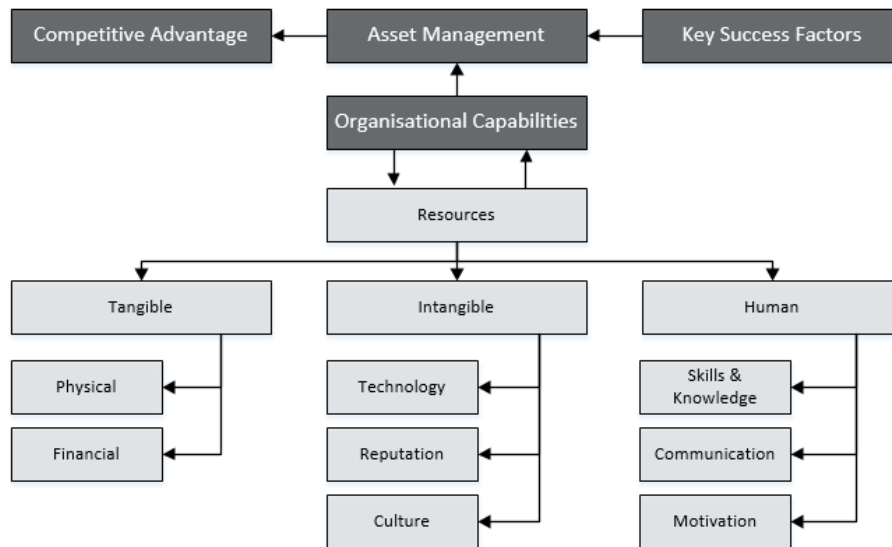 Competitive Advantage
Asset Management
Key Success Factors
Organisational Capabilities
Resources
Tangible
Intangible
Human
Physical
Technology
Skills &
Knowledge
Financial
Reputation
Communication
Culture
Motivation